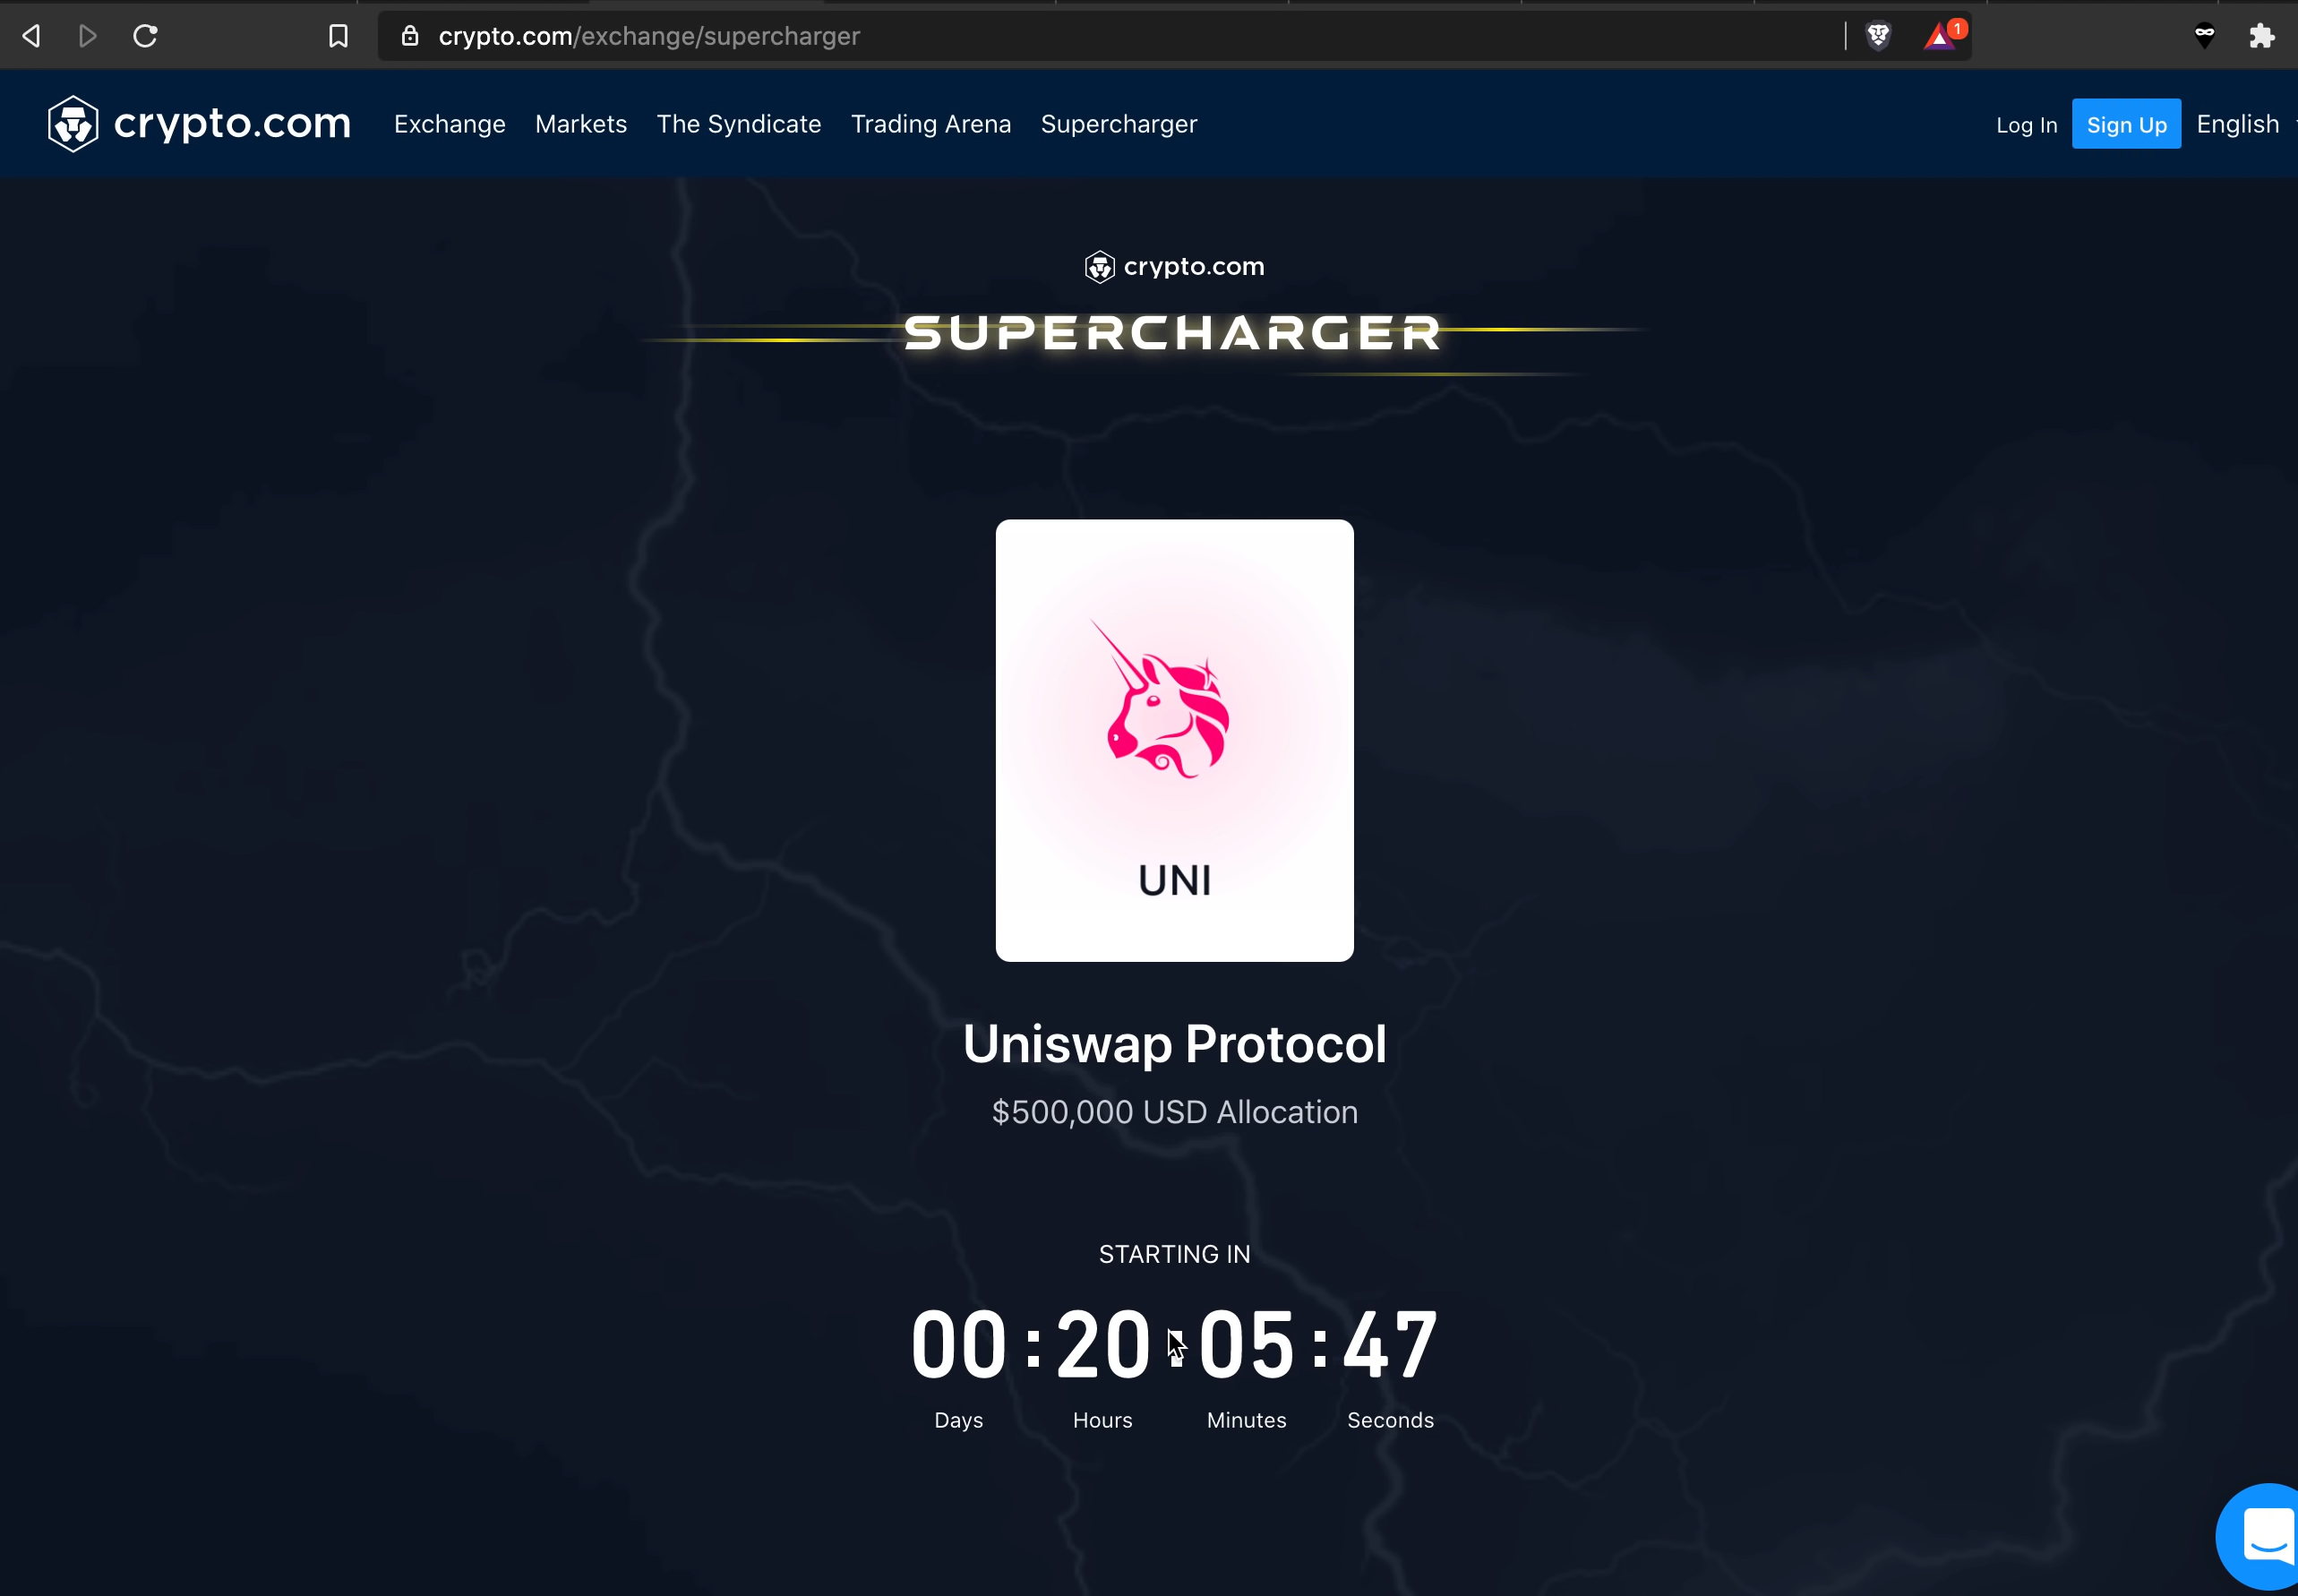 crypto.com/exchange/supercharger
1
crypto.com Exchange Markets The Syndicate Trading Arena Supercharger Log In Sign Up English
crypto.com
SUPERCHARGER
UNI
Uniswap Protocol
$500,000 USD Allocation
STARTING IN
00:20:05:47
Days Hours Minutes Seconds